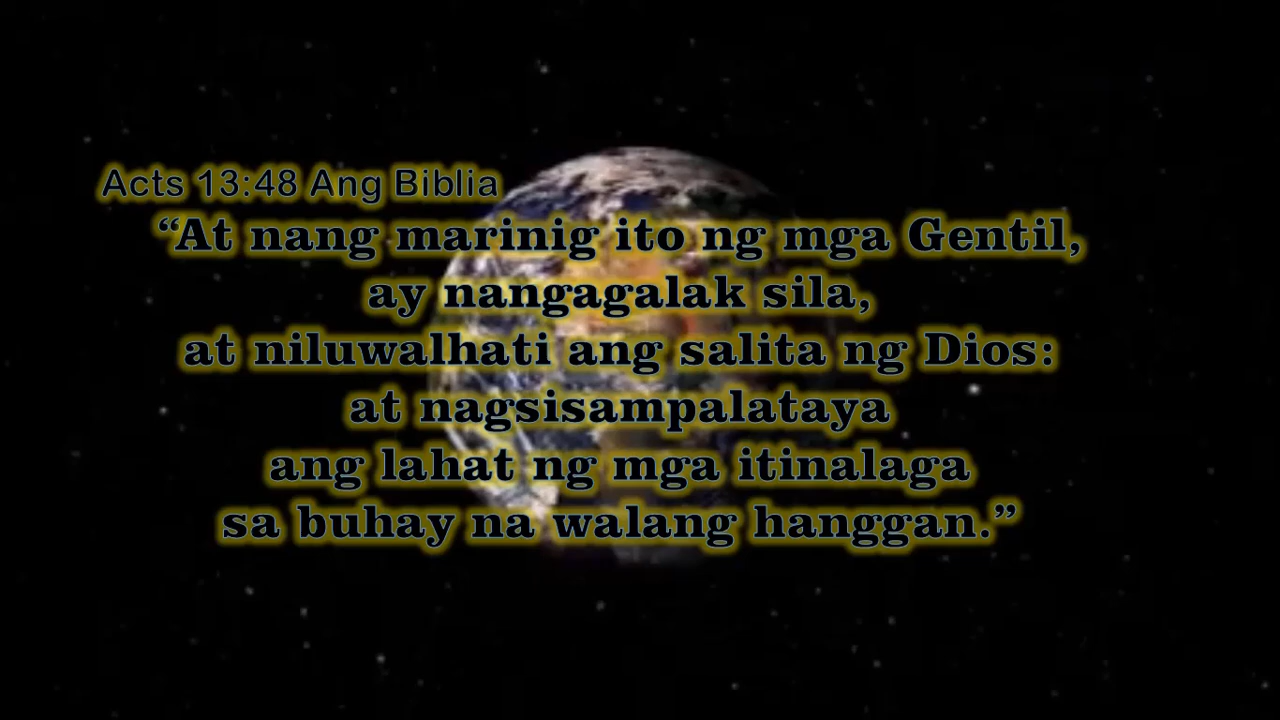 Acts 13:48 Ang Biblia
“At nang marinig ito ng mga Gentil,
ay nangagalak sila,
at niluwalhati ang salita ng Dios:
at nagsisampalataya
ang lahat ng mga itinalaga
sa buhay na walang hanggan.”